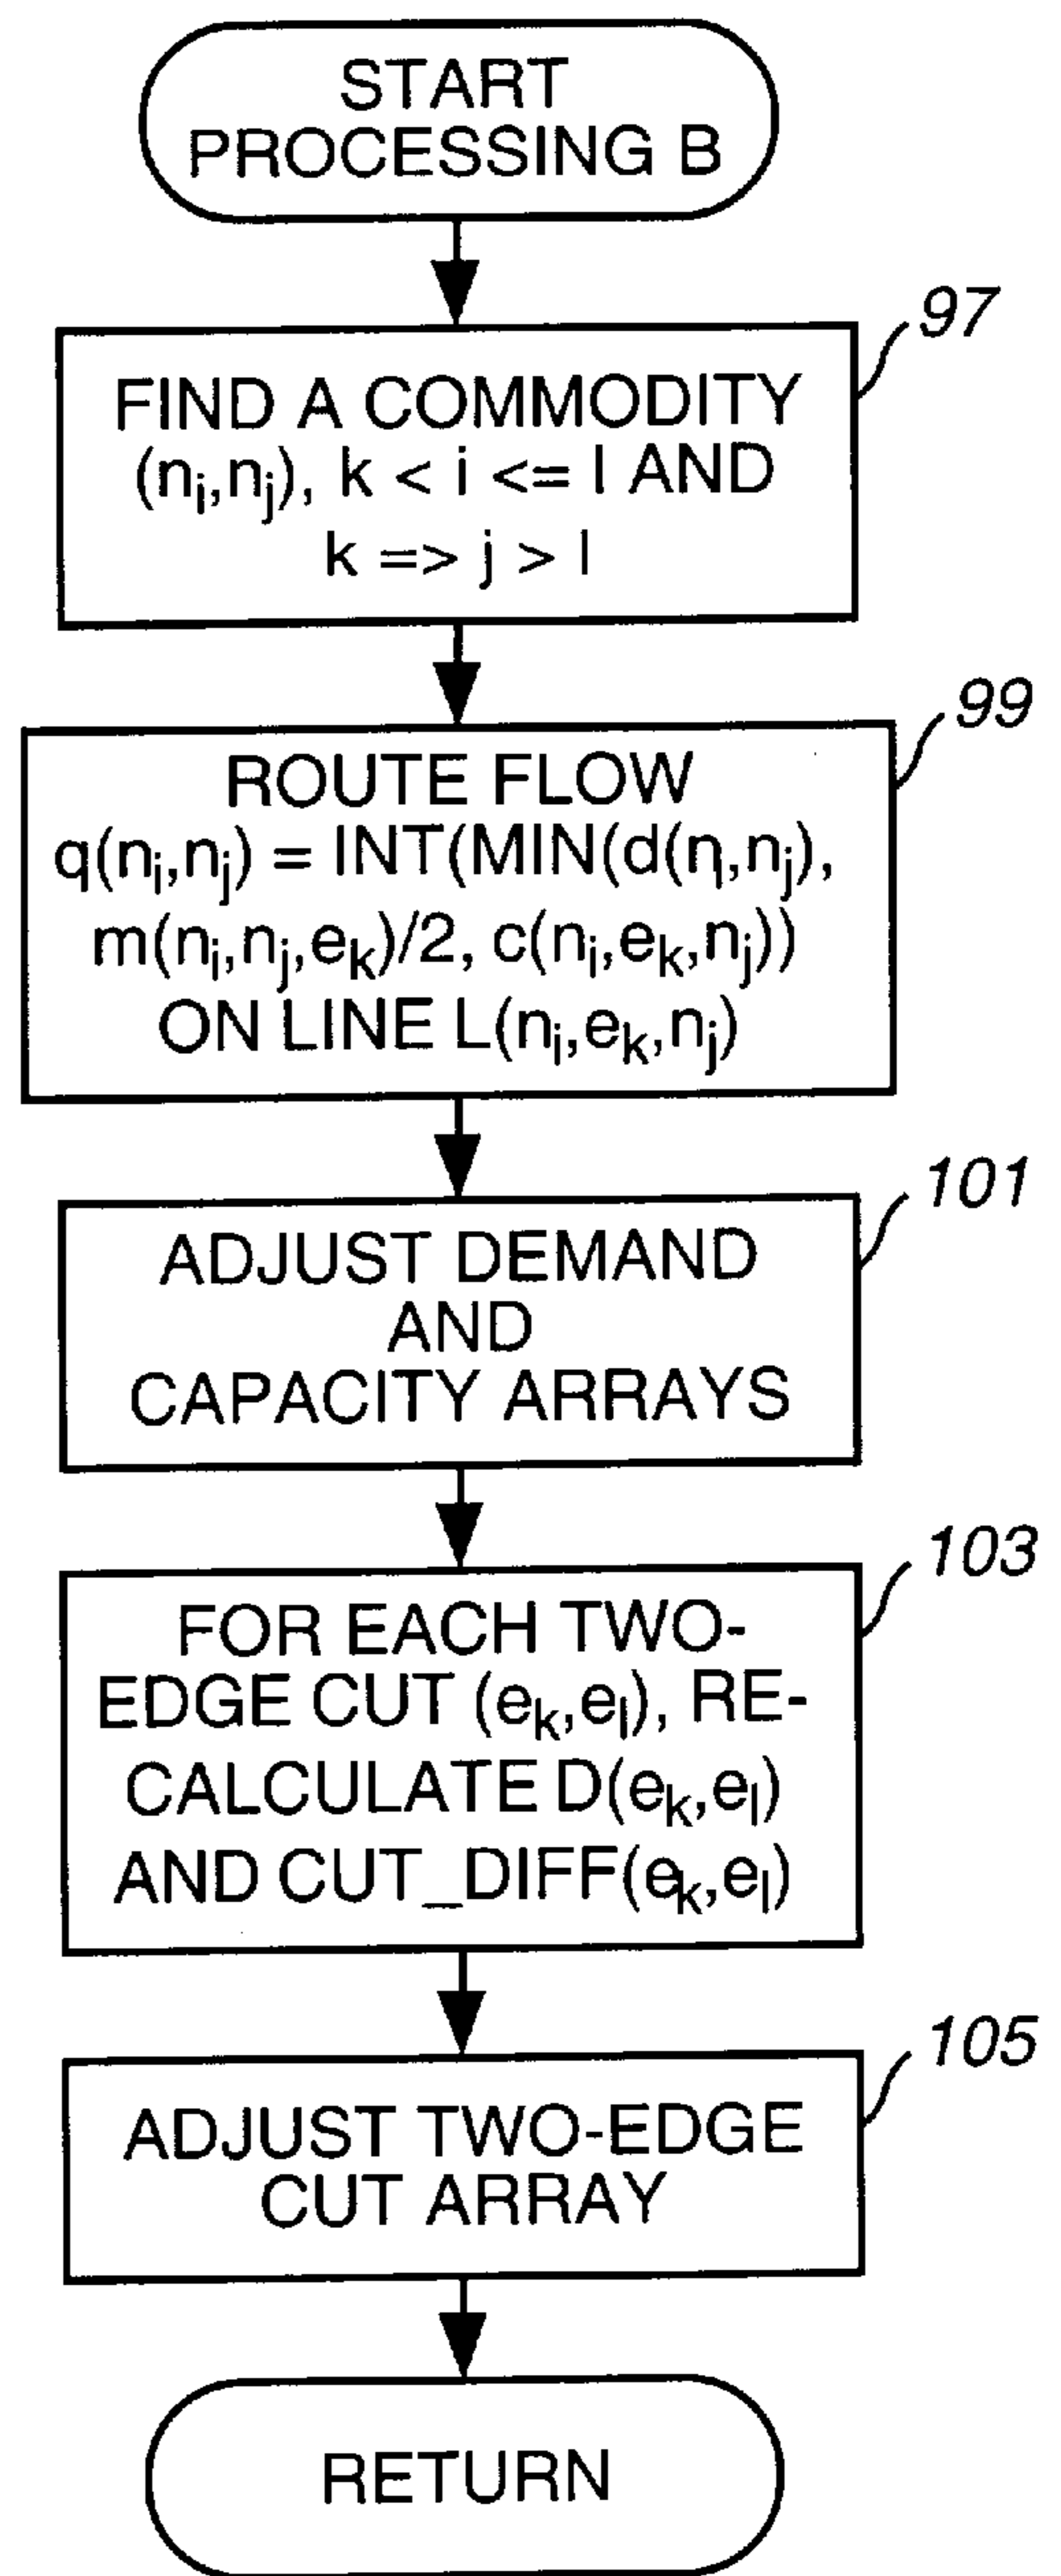 START
PROCESSING B
97
FIND A COMMODITY
(nᵢ,nⱼ), k < i <= l AND
k => j > l
99
ROUTE FLOW
q(nᵢ,nⱼ) = INT(MIN(d(nᵢ,nⱼ),
m(nᵢ,nⱼ,eₖ)/2, c(nᵢ,eₖ,nⱼ))
ON LINE L(nᵢ,eₖ,nⱼ)
101
ADJUST DEMAND
AND
CAPACITY ARRAYS
103
FOR EACH TWO-
EDGE CUT (eₖ,eₗ), RE-
CALCULATE D(eₖ,eₗ)
AND CUT_DIFF(eₖ,eₗ)
105
ADJUST TWO-EDGE
CUT ARRAY
RETURN